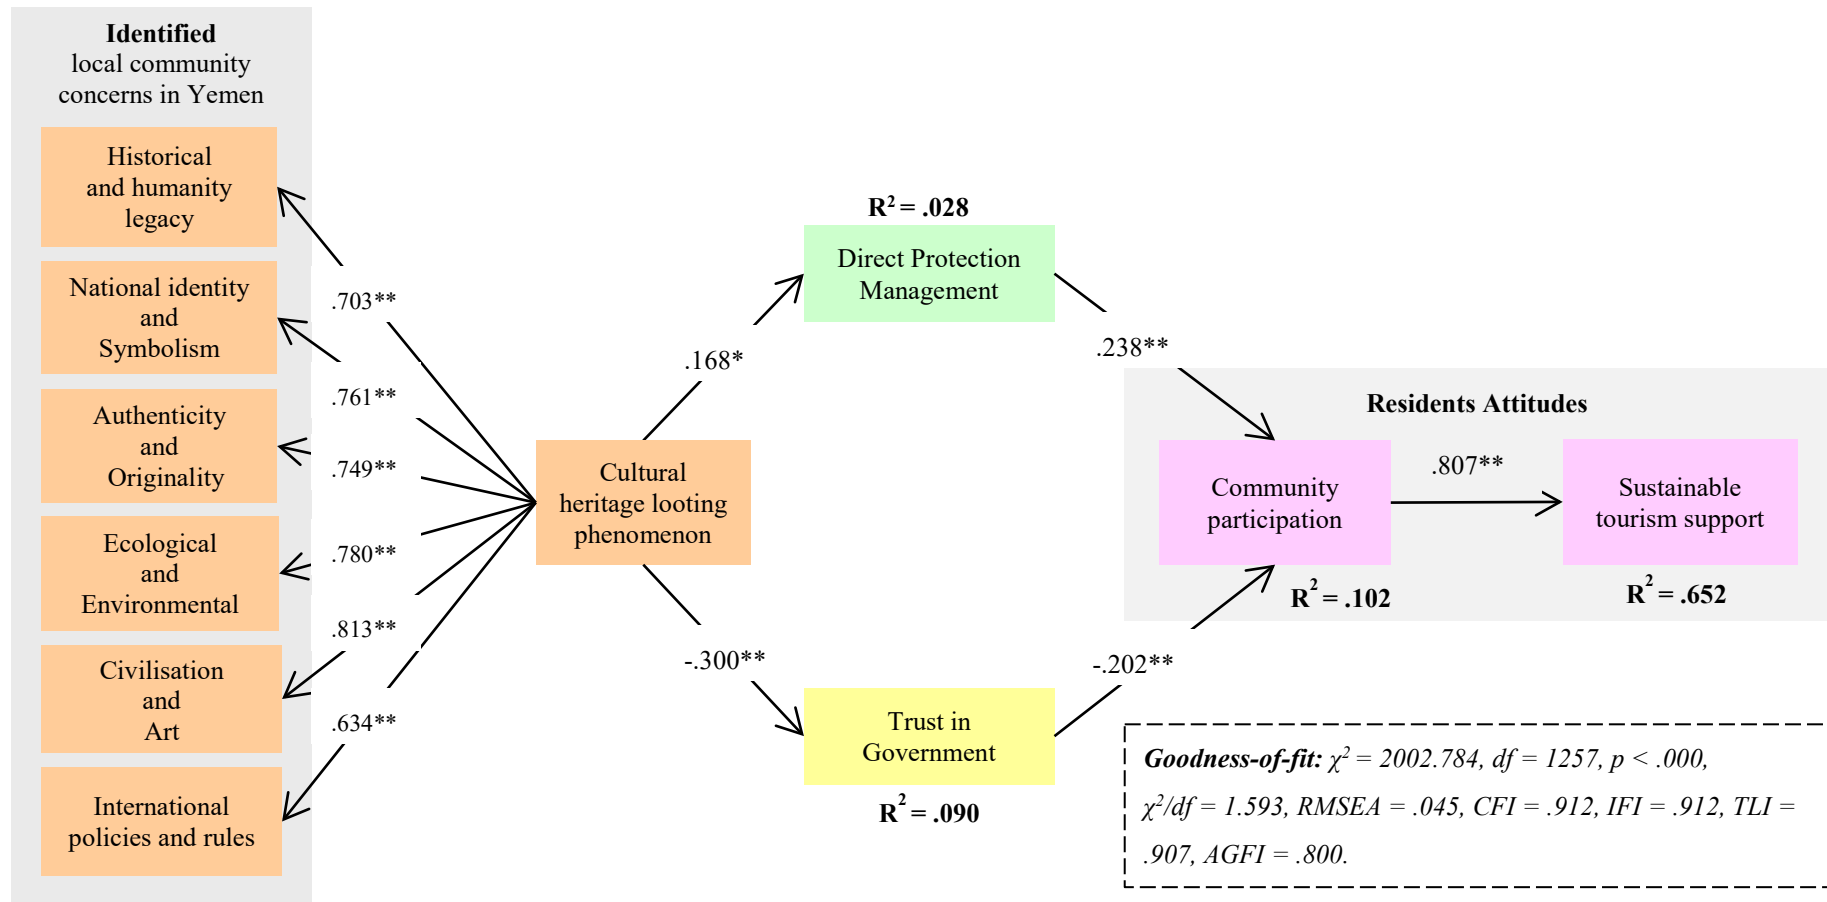 Identified
local community
concerns in Yemen
Historical
and humanity
legacy
National identity
and
Symbolism
Authenticity
and
Originality
Ecological
and
Environmental
Civilisation
and
Art
International
policies and rules
.703**
.761**
.749**
.780**
.813**
.634**
Cultural
heritage looting
phenomenon
.168*
-.300**
R² = .028
Direct Protection
Management
Trust in
Government
R² = .090
.238**
-.202**
Residents Attitudes
Community
participation
R² = .102
.807**
Sustainable
tourism support
R² = .652
Goodness-of-fit: χ² = 2002.784, df = 1257, p < .000,
χ²/df = 1.593, RMSEA = .045, CFI = .912, IFI = .912, TLI =
.907, AGFI = .800.